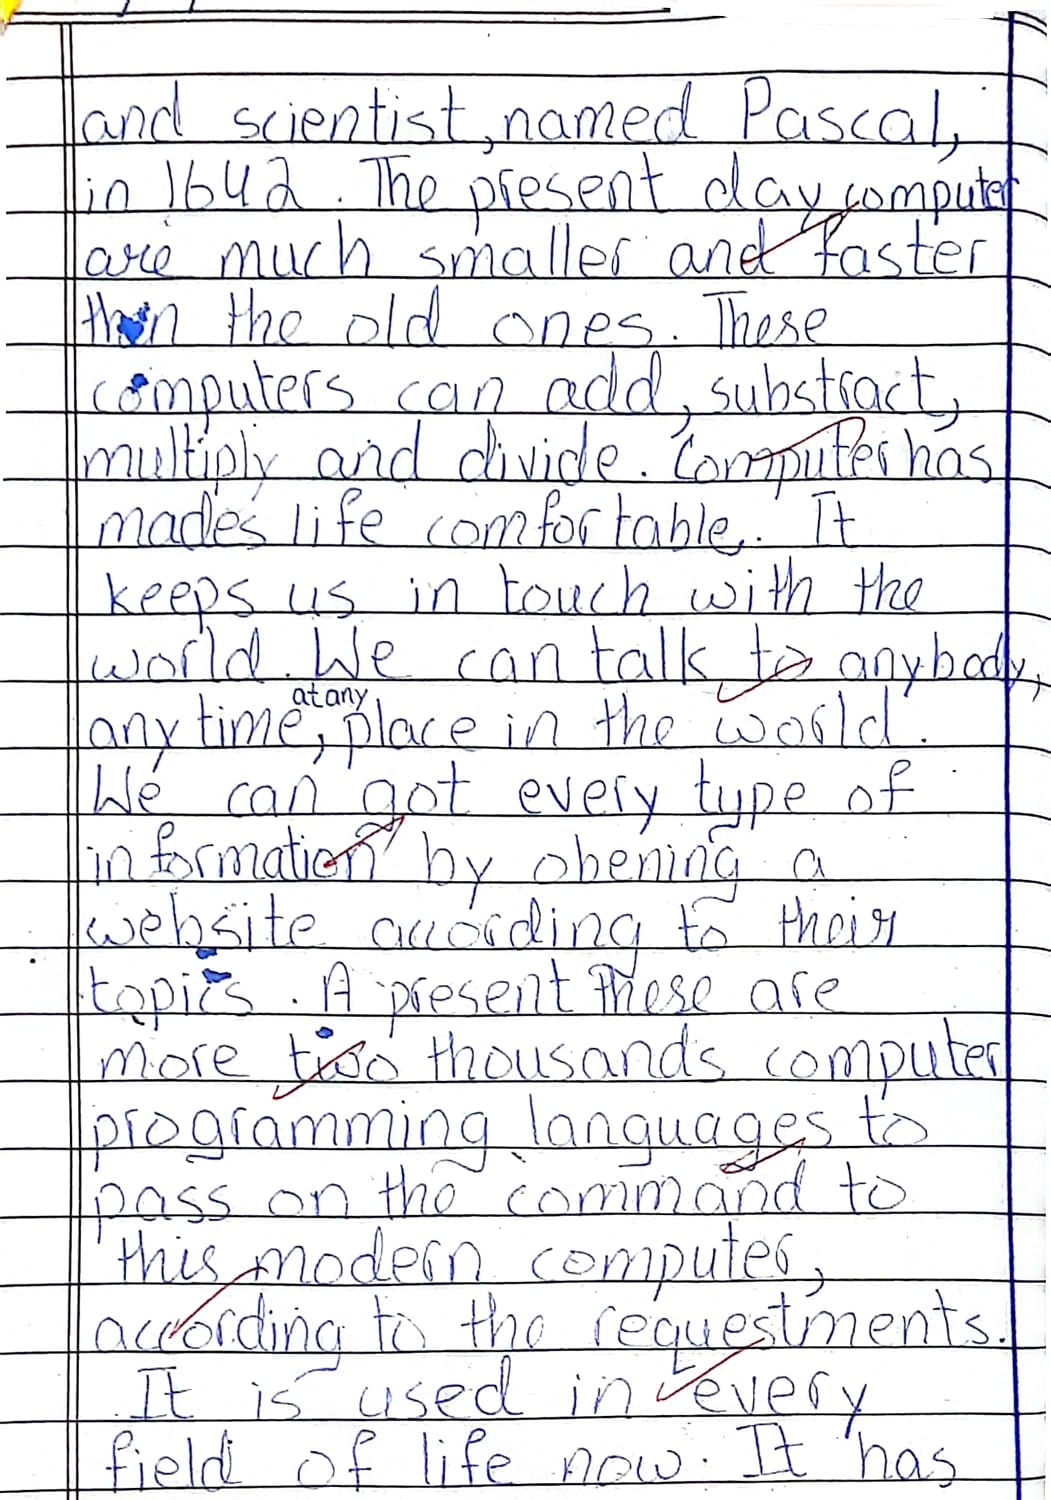 and scientist, named Pascal,
in 1642. The present day computer
are much smaller and faster
than the old ones. These
computers can add, substract,
multiply and divide. Computer has
mades life comfortable. It
keeps us in touch with the
world. We can talk to anybody,
any time, at any place in the world.
We can got every type of
information by obening a
website according to their
topics. A present These are
more two thousands computer
programming languages to
pass on the command to
this modern computer,
according to the requestments.
It is used in every
field of life now. It has